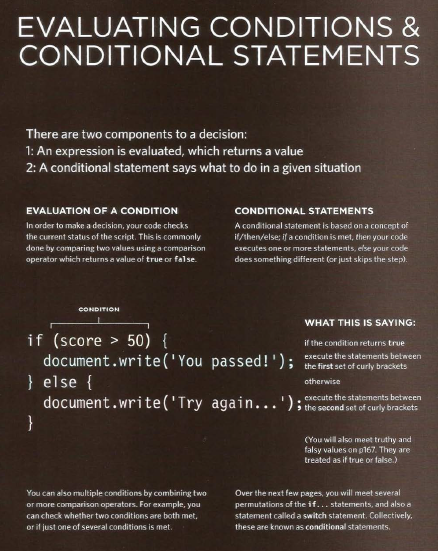 EVALUATING CONDITIONS &
CONDITIONAL STATEMENTS
There are two components to a decision:
1: An expression is evaluated, which returns a value
2: A conditional statement says what to do in a given situation
EVALUATION OF A CONDITION
In order to make a decision, your code checks
the current status of the script. This is commonly
done by comparing two values using a comparison
operator which returns a value of true or false.
CONDITIONAL STATEMENTS
A conditional statement is based on a concept of
if/then/else; if a condition is met, then your code
executes one or more statements, else your code
does something different (or just skips the step).
CONDITION
if (score > 50) {
document.write('You passed!');
} else {
document.write('Try again...');
}
WHAT THIS IS SAYING:
if the condition returns true
execute the statements between
the first set of curly brackets
otherwise
execute the statements between
the second set of curly brackets
(You will also meet truthy and
falsy values on p167. They are
treated as if true or false.)
You can also multiple conditions by combining two
or more comparison operators. For example, you
can check whether two conditions are both met,
or if just one of several conditions is met.
Over the next few pages, you will meet several
permutations of the if... statements, and also a
statement called a switch statement. Collectively,
these are known as conditional statements.